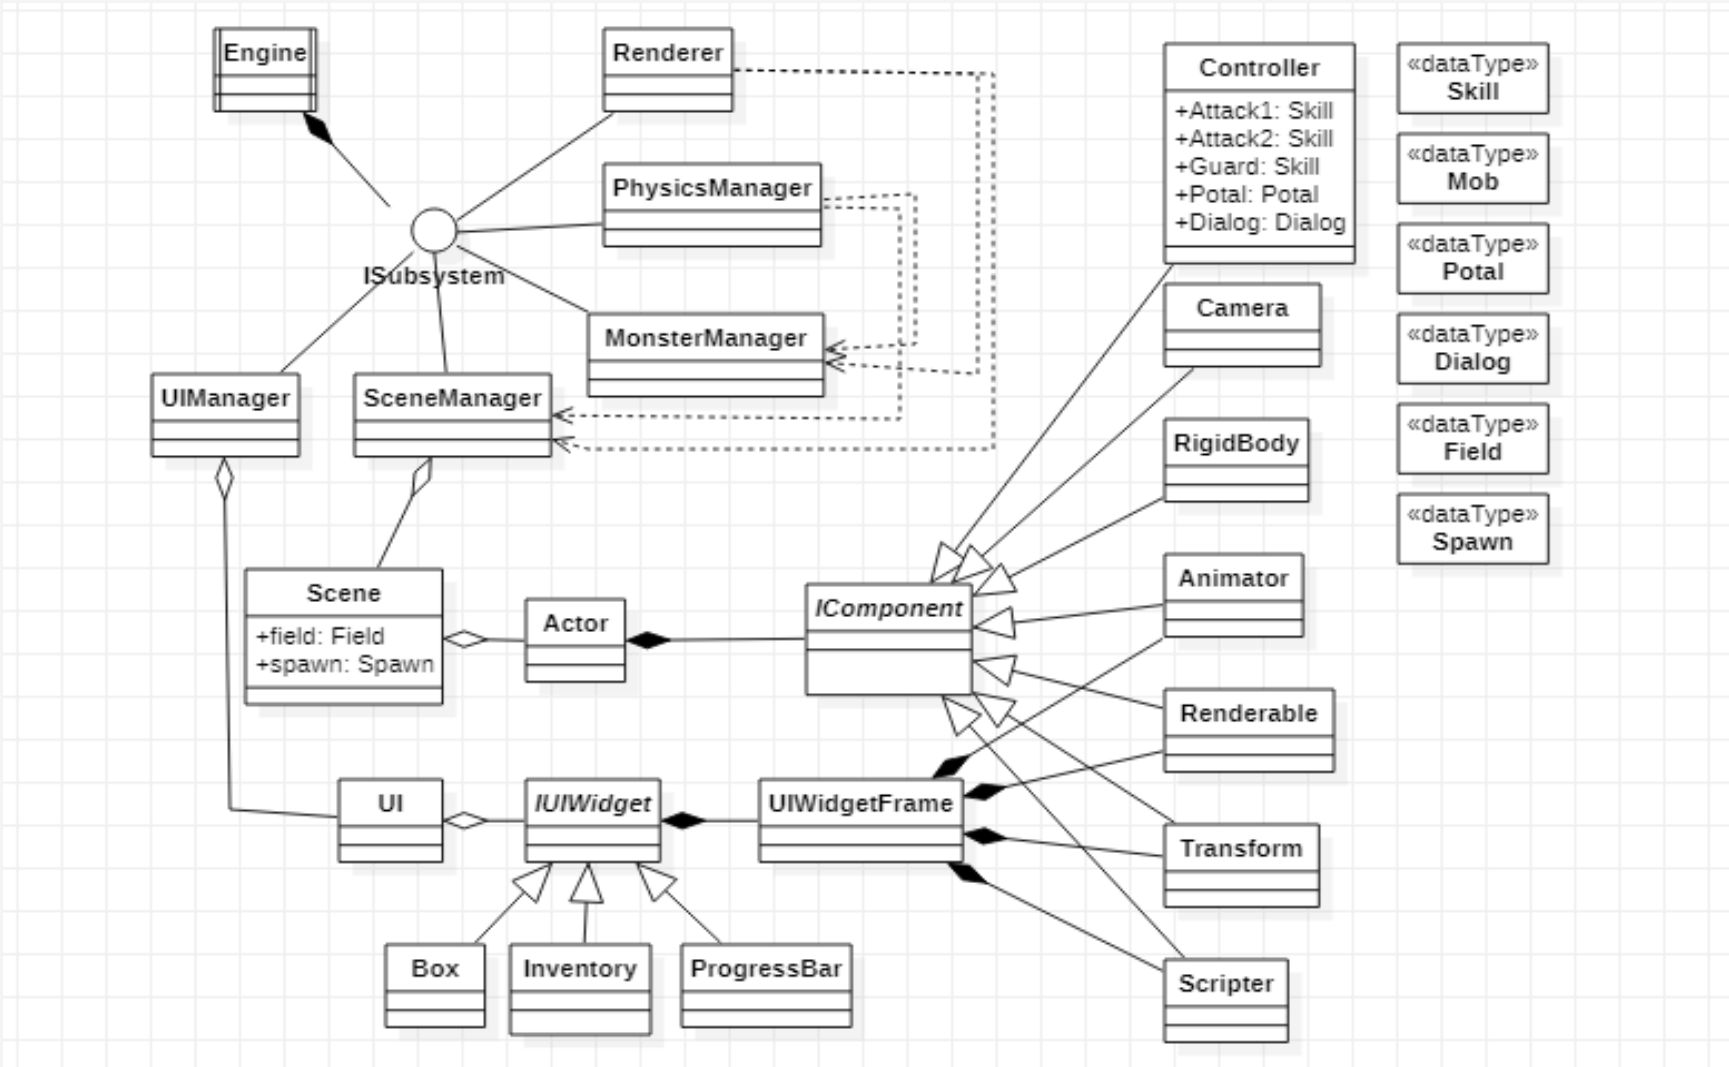 Engine
Renderer
PhysicsManager
ISubsystem
MonsterManager
UIManager
SceneManager
Scene
+field: Field
+spawn: Spawn
Actor
IComponent
UI
IUIWidget
UIWidgetFrame
Box
Inventory
ProgressBar
Controller
+Attack1: Skill
+Attack2: Skill
+Guard: Skill
+Potal: Potal
+Dialog: Dialog
Camera
RigidBody
Animator
Renderable
Transform
Scripter
«dataType»
Skill
«dataType»
Mob
«dataType»
Potal
«dataType»
Dialog
«dataType»
Field
«dataType»
Spawn